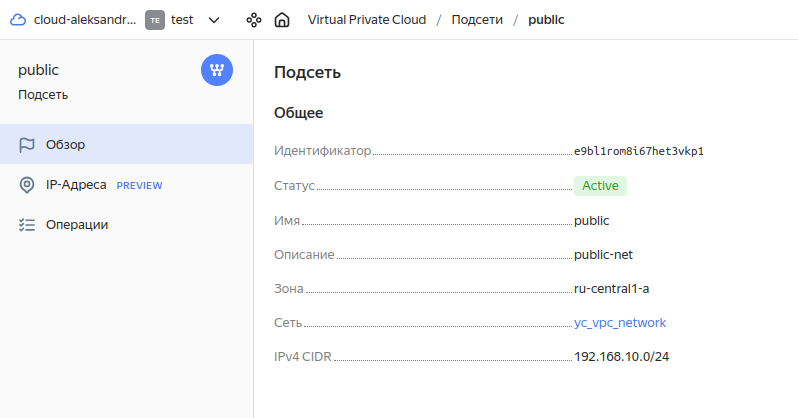 cloud-aleksandr... TE test Virtual Private Cloud / Подсети / public
public
Подсеть
Обзор
IP-Адреса PREVIEW
Операции
Подсеть
Общее
Идентификатор e9bl1rom8i67het3vkp1
Статус Active
Имя public
Описание public-net
Зона ru-central1-a
Сеть yc_vpc_network
IPv4 CIDR 192.168.10.0/24